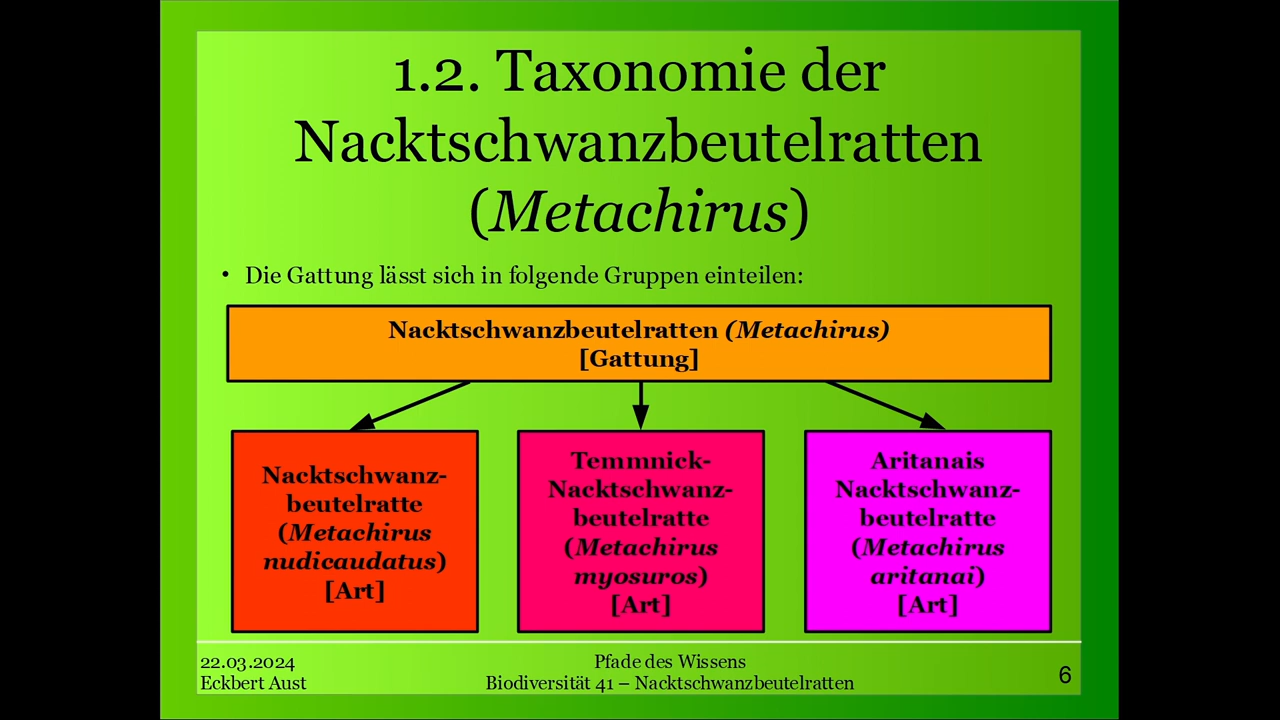 1.2. Taxonomie der
Nacktschwanzbeutelratten
(Metachirus)
• Die Gattung lässt sich in folgende Gruppen einteilen:
Nacktschwanzbeutelratten (Metachirus)
[Gattung]
Nacktschwanz-
beutelratte
(Metachirus
nudicaudatus)
[Art]
Temmnick-
Nacktschwanz-
beutelratte
(Metachirus
myosuros)
[Art]
Aritanais
Nacktschwanz-
beutelratte
(Metachirus
aritanai)
[Art]
22.03.2024
Eckbert Aust
Pfade des Wissens
Biodiversität 41 – Nacktschwanzbeutelratten
6